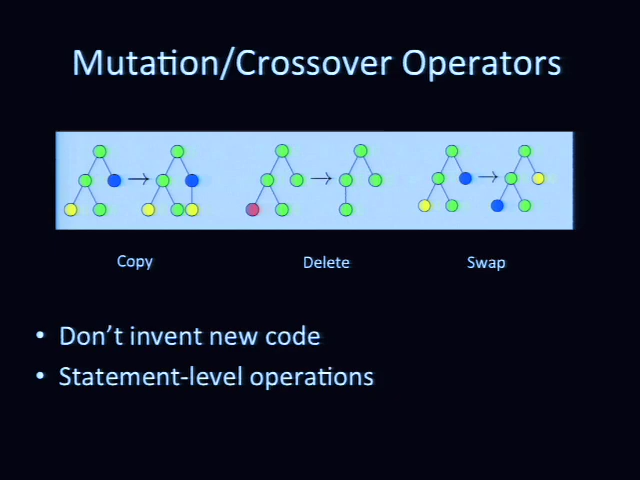 Mutation/Crossover Operators
Copy
Delete
Swap
• Don't invent new code
• Statement-level operations